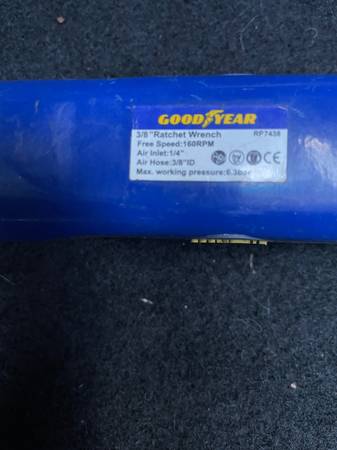 GOODYEAR
3/8"Ratchet Wrench RP7438
Free Speed:160RPM
Air Inlet:1/4"
Air Hose:3/8"ID
Max. working pressure:6.3bar